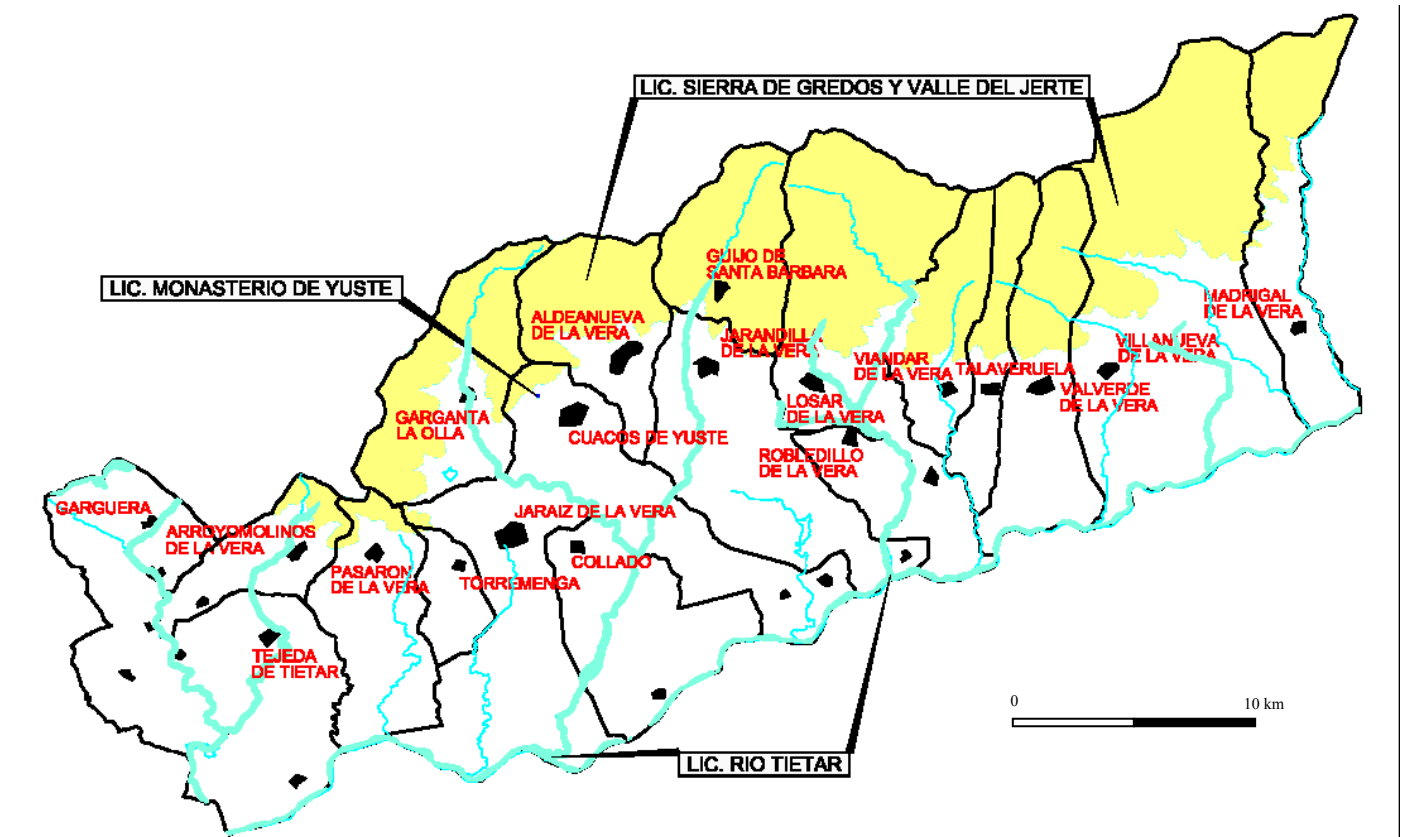 LIC. SIERRA DE GREDOS Y VALLE DEL JERTE
LIC. MONASTERIO DE YUSTE
GUIJO DE
SANTA BARBARA
ALDEANUEVA
DE LA VERA
JARANDILLA
DE LA VERA
MADRIGAL
DE LA VERA
VILLANUEVA
DE LA VERA
VIANDAR
DE LA VERA
TALAVERUELA
VALVERDE
DE LA VERA
LOSAR
DE LA VERA
GARGANTA
LA OLLA
CUACOS DE YUSTE
ROBLEDILLO
DE LA VERA
GARGUERA
JARAIZ DE LA VERA
ARROYOMOLINOS
DE LA VERA
COLLADO
PASARON
DE LA VERA
TORREMENGA
TEJEDA
DE TIETAR
0
10 km
LIC. RIO TIETAR